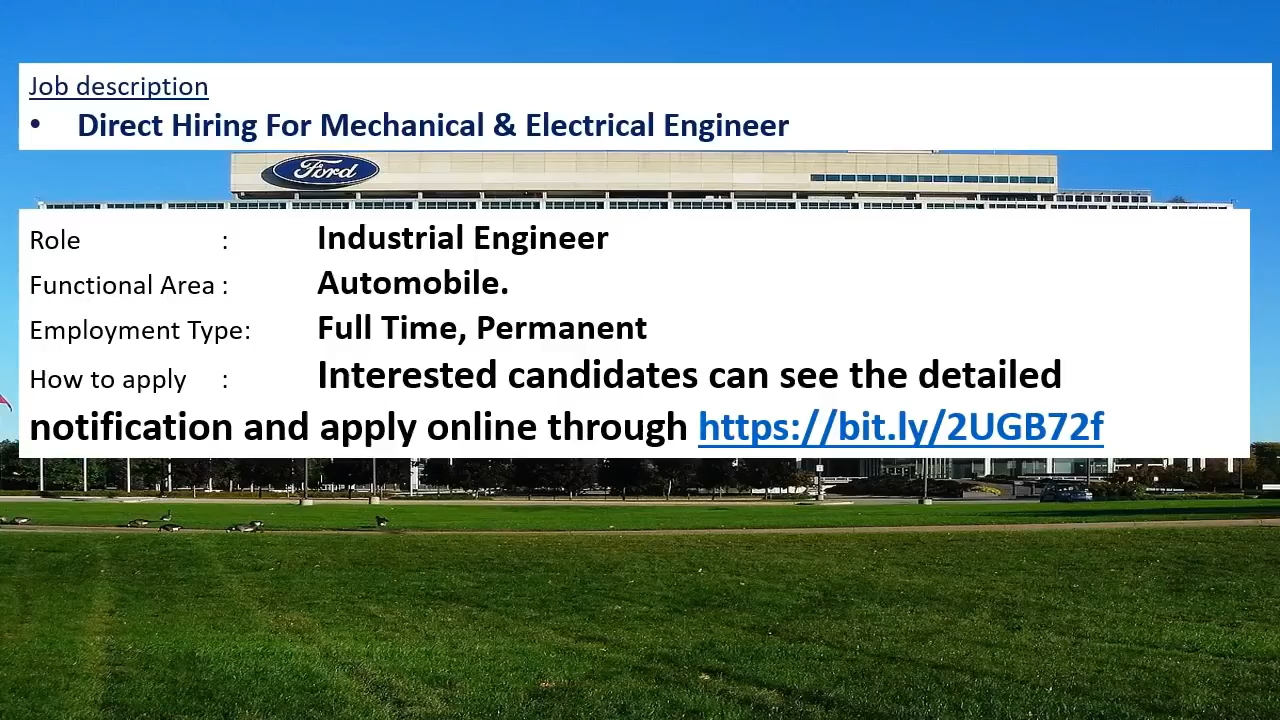 Job description
• Direct Hiring For Mechanical & Electrical Engineer
Ford
Role : Industrial Engineer
Functional Area : Automobile.
Employment Type: Full Time, Permanent
How to apply : Interested candidates can see the detailed
notification and apply online through https://bit.ly/2UGB72f